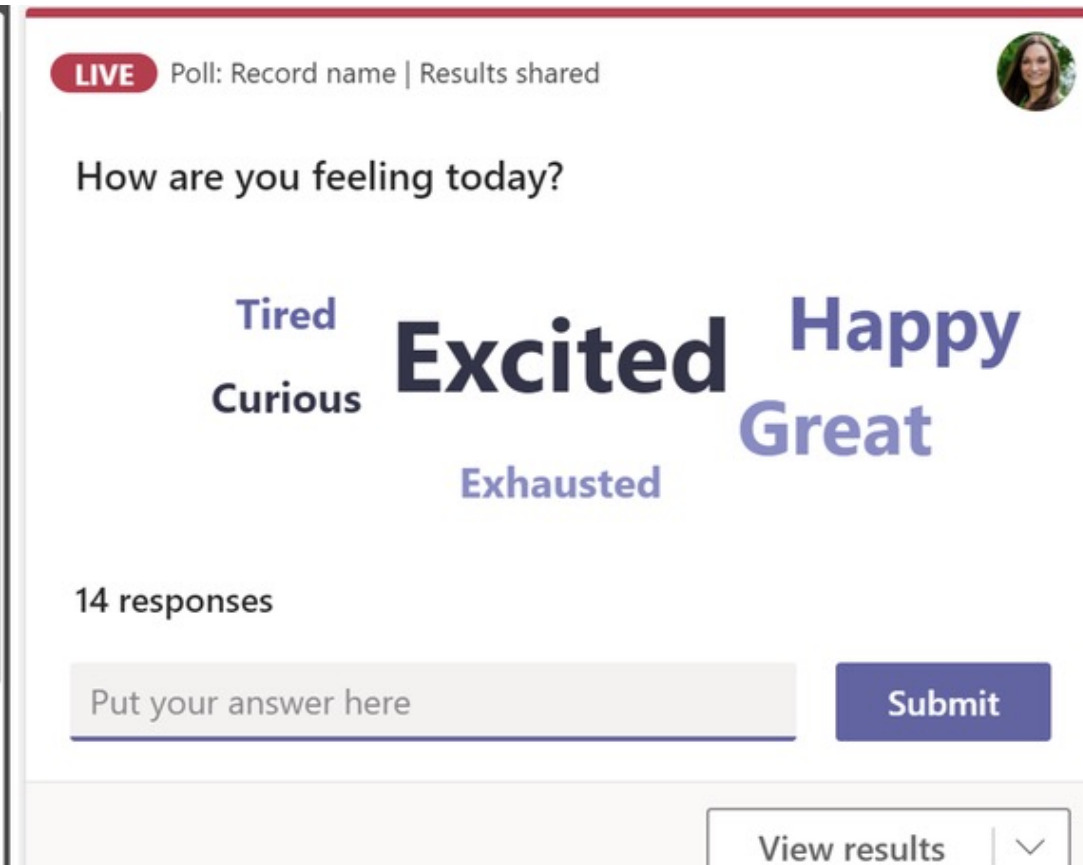 LIVE Poll: Record name | Results shared
How are you feeling today?
Tired
Excited
Happy
Curious
Great
Exhausted
14 responses
Put your answer here
Submit
View results